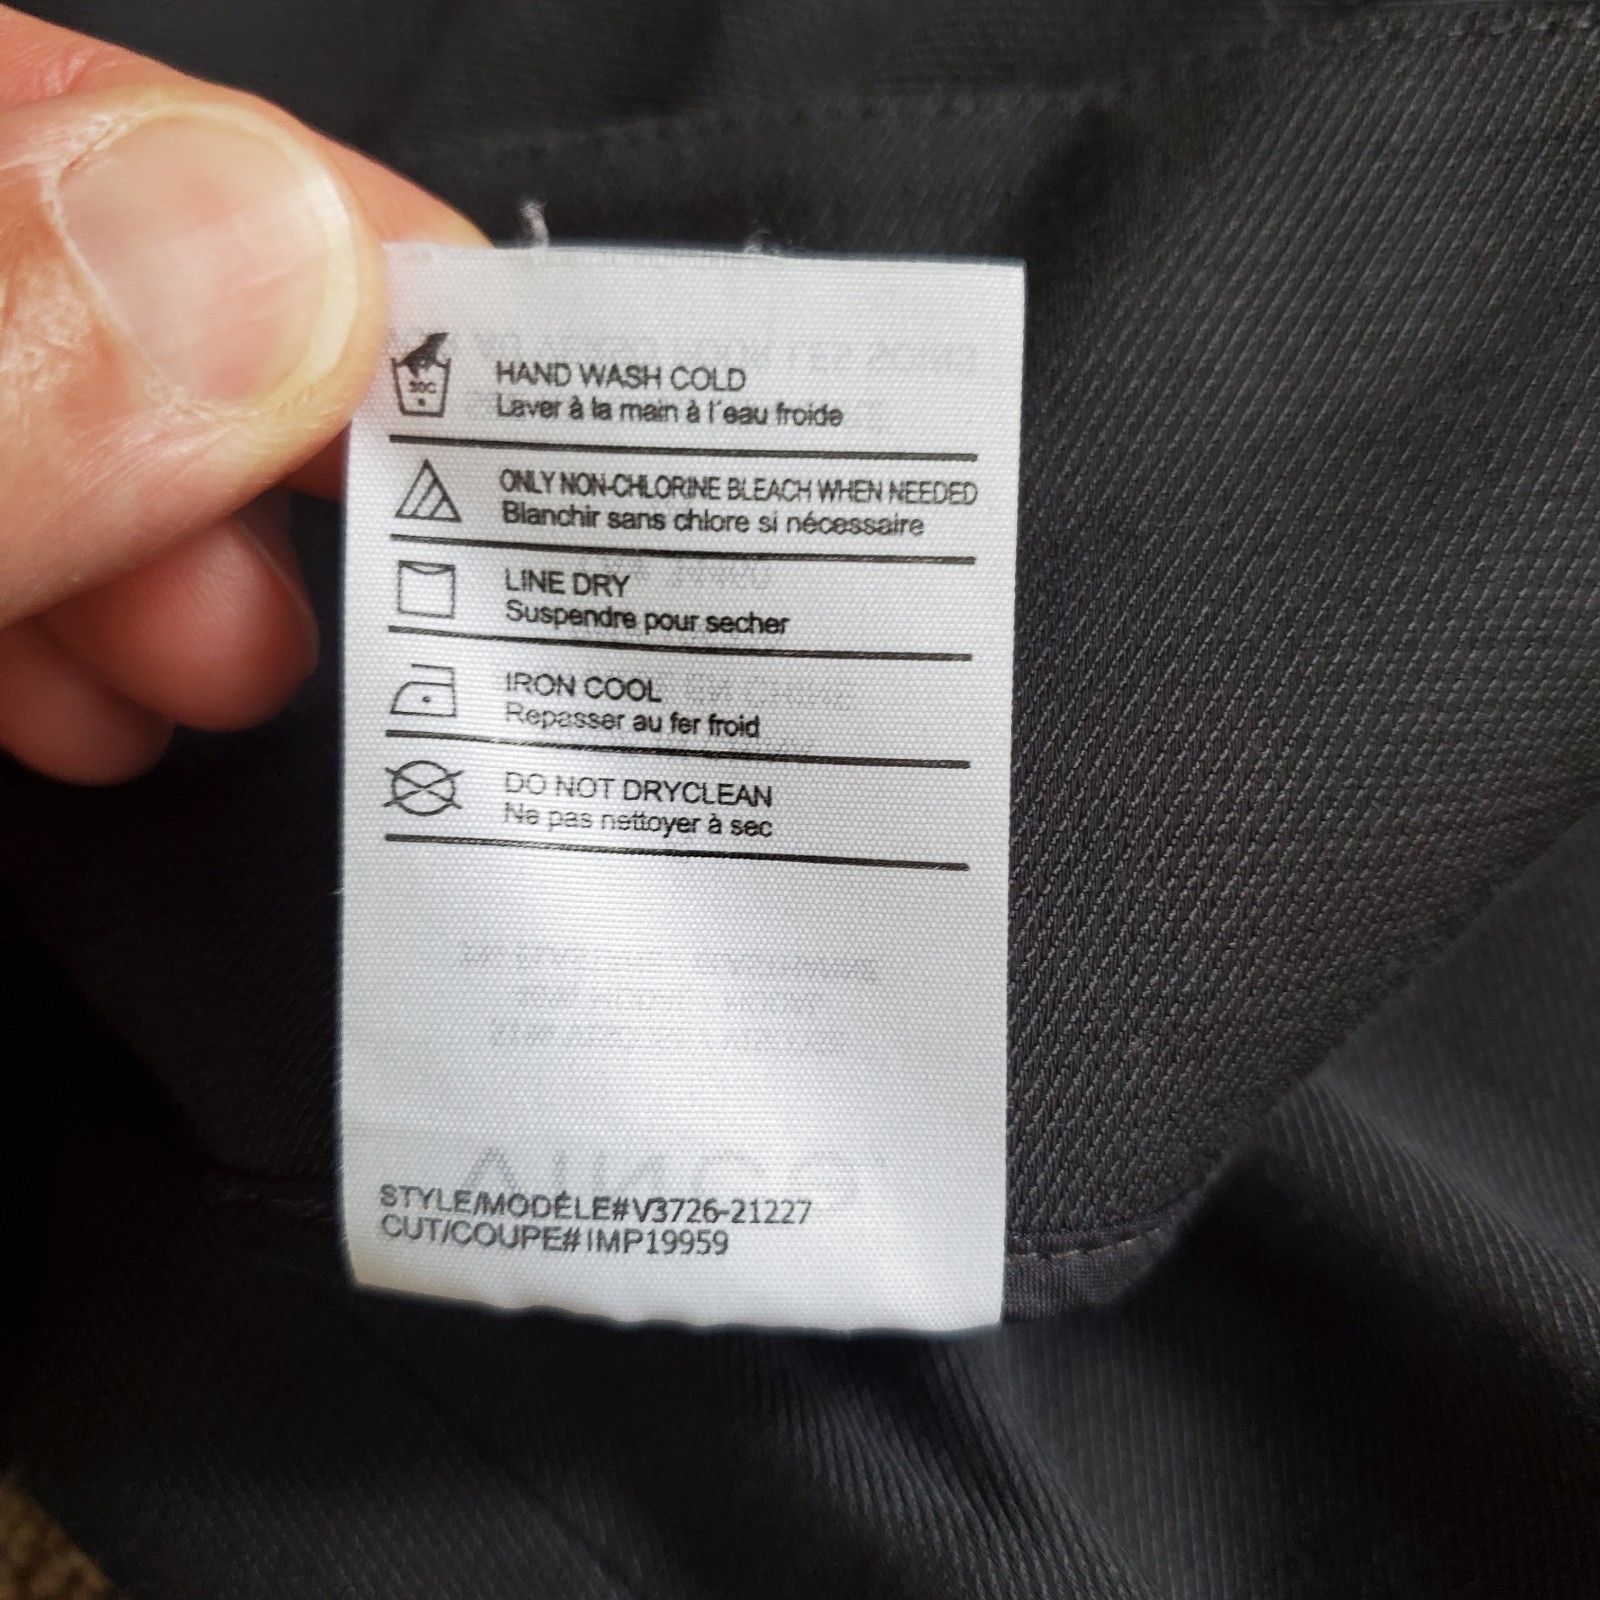 30C
HAND WASH COLD
Laver à la main à l'eau froide
ONLY NON-CHLORINE BLEACH WHEN NEEDED
Blanchir sans chlore si nécessaire
LINE DRY
Suspendre pour secher
IRON COOL
Repasser au fer froid
DO NOT DRYCLEAN
Ne pas nettoyer à sec
STYLE/MODÉLE#V3726-21227
CUT/COUPE#IMP19959